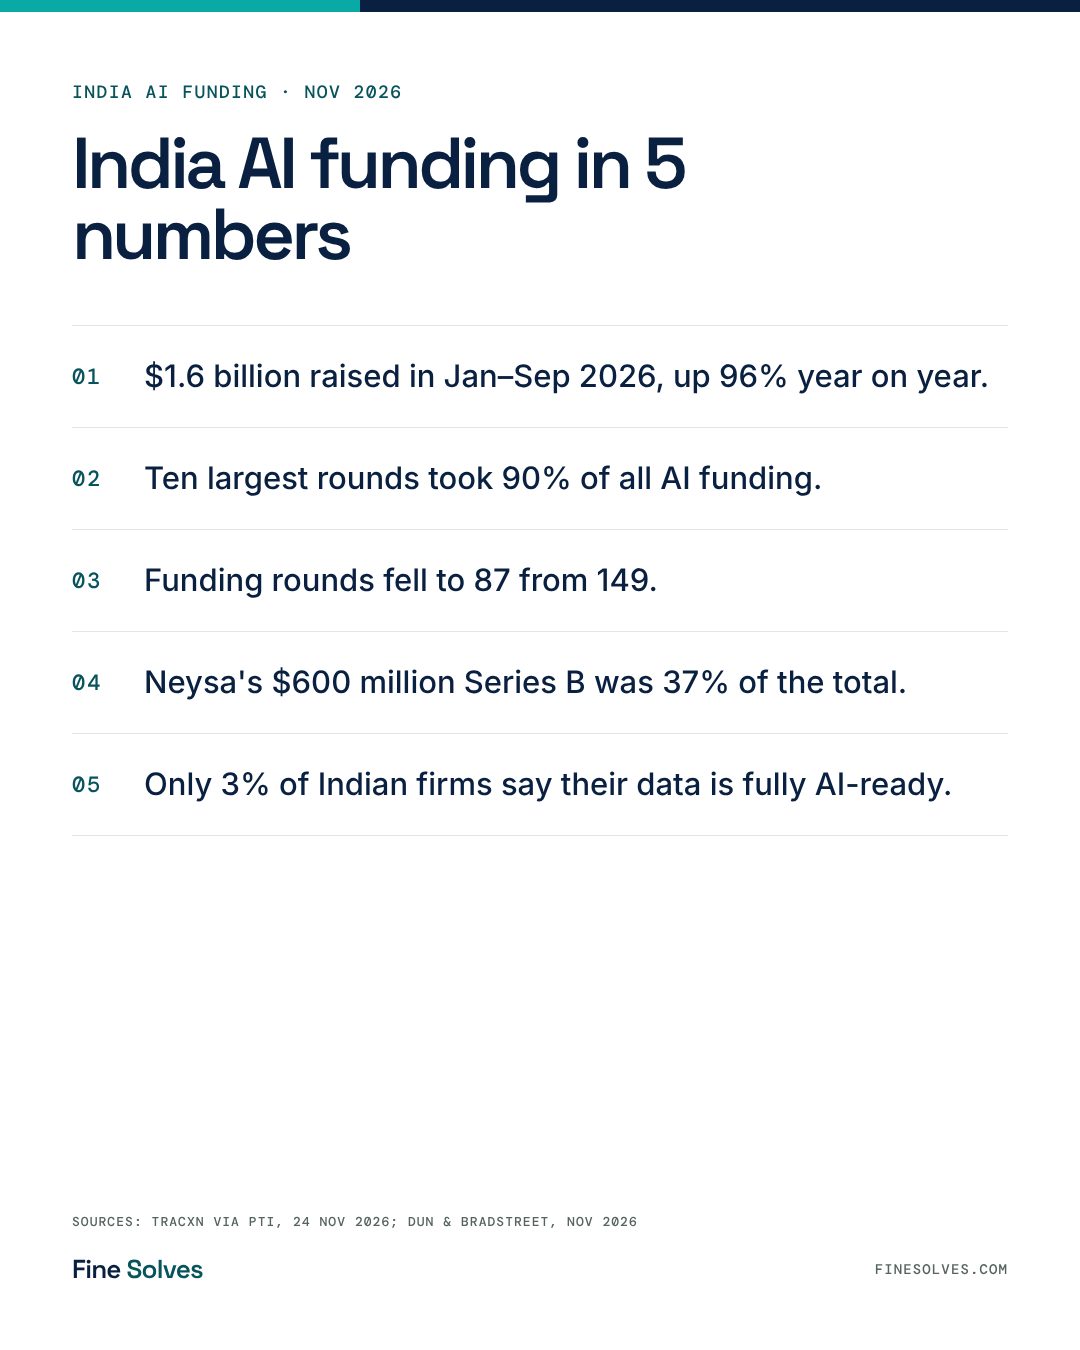 INDIA AI FUNDING · NOV 2026
India AI funding in 5
numbers
01 $1.6 billion raised in Jan–Sep 2026, up 96% year on year.
02 Ten largest rounds took 90% of all AI funding.
03 Funding rounds fell to 87 from 149.
04 Neysa's $600 million Series B was 37% of the total.
05 Only 3% of Indian firms say their data is fully AI-ready.
SOURCES: TRACXN VIA PTI, 24 NOV 2026; DUN & BRADSTREET, NOV 2026
Fine Solves FINESOLVES.COM